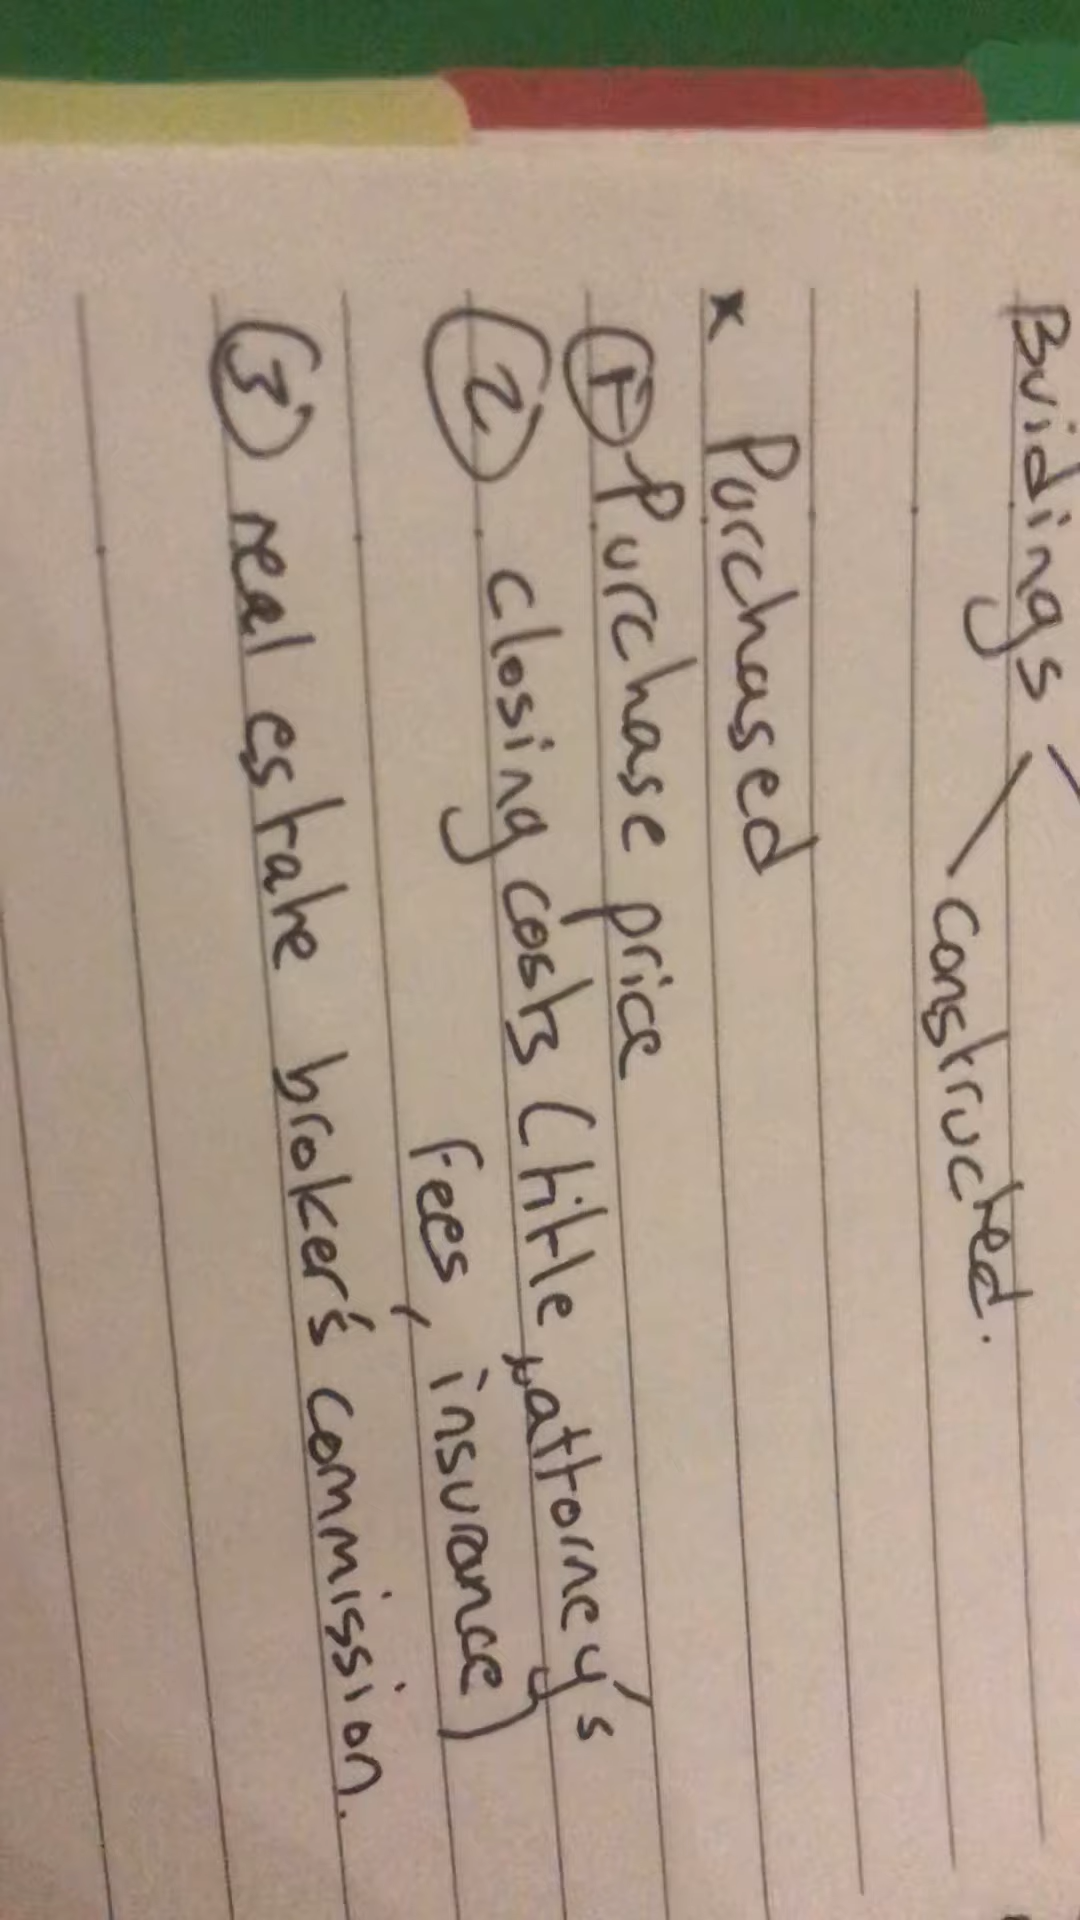 Buidings
constructed.
x Purchased
① Purchase price
② closing costs (title, attorney's
fees, insurance)
③ real estate broker's commission.